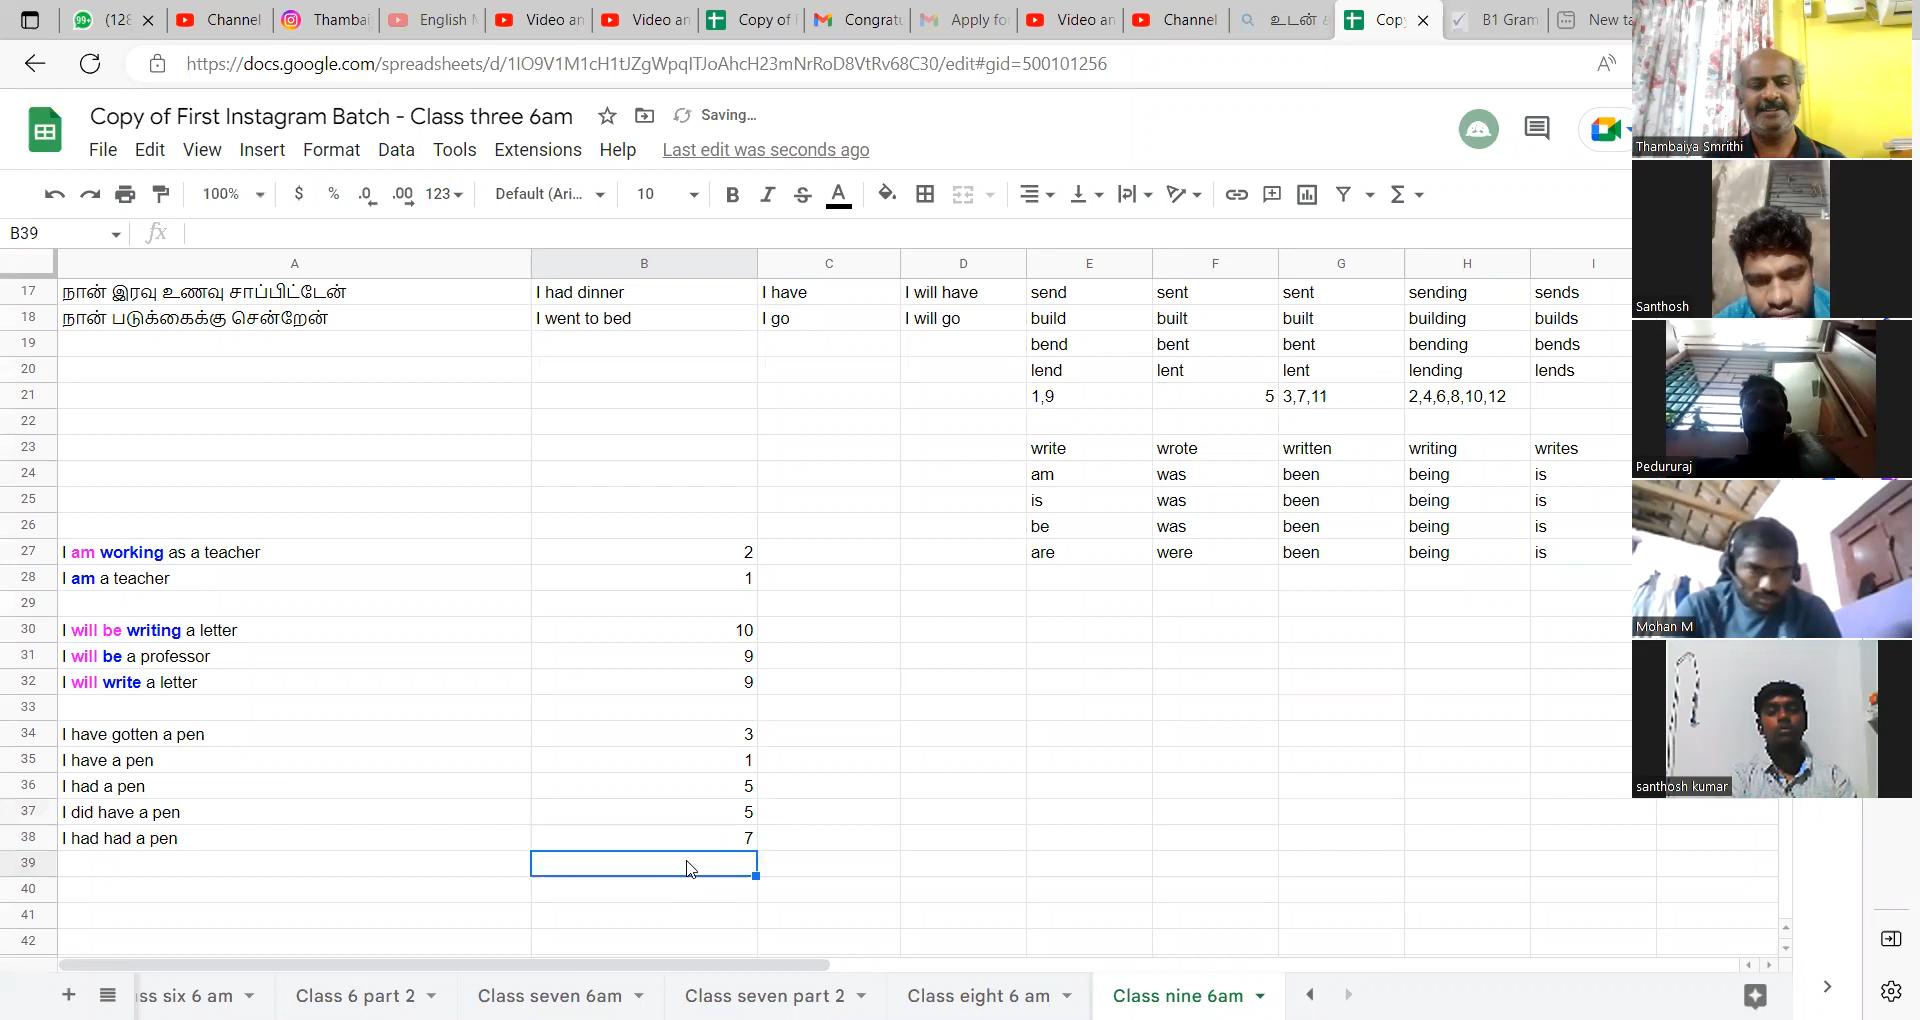 (128 Channel Thambai English Video an Video an Copy of F Congratu Apply fo Video an Channel உடன் Copy B1 Gram New ta
https://docs.google.com/spreadsheets/d/1IO9V1M1cH1tJZgWpqITJoAhcH23mNrRoD8VtRv68C30/edit#gid=500101256
Copy of First Instagram Batch - Class three 6am Saving...
File Edit View Insert Format Data Tools Extensions Help Last edit was seconds ago
100% $ % .0 .00 123 Default (Ari... 10 B I S A
B39 fx
A B C D E F G H I
17 நான் இரவு உணவு சாப்பிட்டேன் I had dinner I have I will have send sent sent sending sends
18 நான் படுக்கைக்கு சென்றேன் I went to bed I go I will go build built built building builds
19 bend bent bent bending bends
20 lend lent lent lending lends
21 1,9 5 3,7,11 2,4,6,8,10,12
22
23 write wrote written writing writes
24 am was been being is
25 is was been being is
26 be was been being is
27 I am working as a teacher 2 are were been being is
28 I am a teacher 1
29
30 I will be writing a letter 10
31 I will be a professor 9
32 I will write a letter 9
33
34 I have gotten a pen 3
35 I have a pen 1
36 I had a pen 5
37 I did have a pen 5
38 I had had a pen 7
39
40
41
42
ss six 6 am Class 6 part 2 Class seven 6am Class seven part 2 Class eight 6 am Class nine 6am
Thambaiya Smrithi
Santhosh
Pedururaj
Mohan M
santhosh kumar